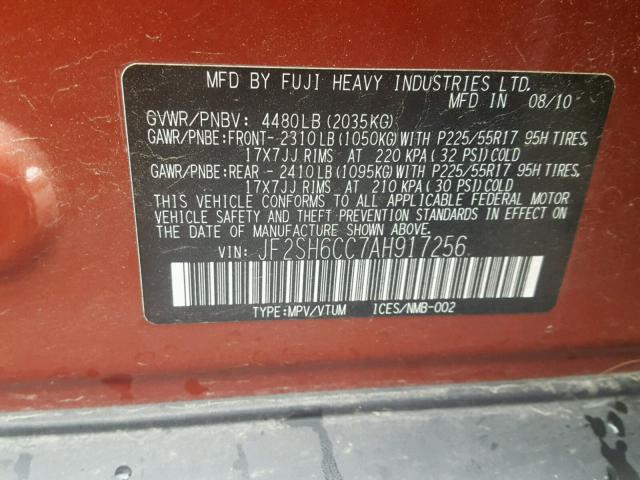 MFD BY FUJI HEAVY INDUSTRIES LTD.
MFD IN 08/10
GVWR/PNBV: 4480LB (2035KG)
GAWR/PNBE:FRONT-2310LB(1050KG)WITH P225/55R17 95H TIRES,
17X7JJ RIMS AT 220 KPA (32 PSI)COLD
GAWR/PNBE:REAR -2410LB(1095KG)WITH P225/55R17 95H TIRES,
17X7JJ RIMS AT 210 KPA (30 PSI)COLD
THIS VEHICLE CONFORMS TO ALL APPLICABLE FEDERAL MOTOR
VEHICLE SAFETY AND THEFT PREVENTION STANDARDS IN EFFECT ON
THE DATE OF MANUFACTURE SHOWN ABOVE.
VIN: JF2SH6CC7AH917256
TYPE:MPV/VTUM ICES/NMB-002